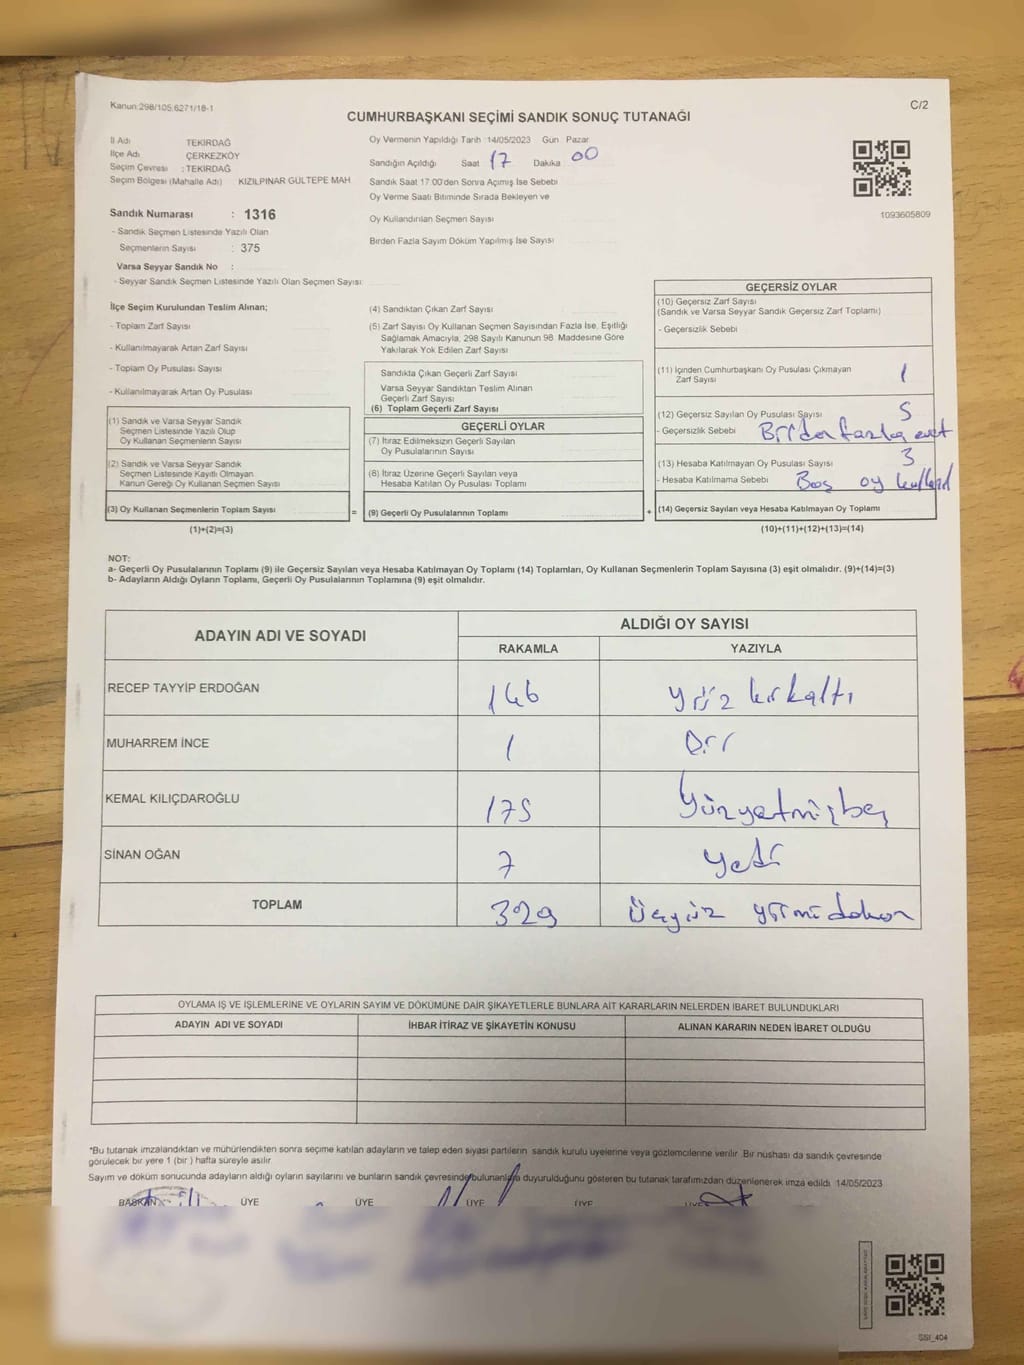 Kanun:298/105,6271/18-1
C/2
CUMHURBAŞKANI SEÇİMİ SANDIK SONUÇ TUTANAĞI
İl Adı TEKİRDAĞ
İlçe Adı ÇERKEZKÖY
Seçim Çevresi : TEKİRDAĞ
Seçim Bölgesi (Mahalle Adı) KIZILPINAR GÜLTEPE MAH
Sandık Numarası : 1316
- Sandık Seçmen Listesinde Yazılı Olan
Seçmenlerin Sayısı : 375
Varsa Seyyar Sandık No :
- Seyyar Sandık Seçmen Listesinde Yazılı Olan Seçmen Sayısı
Oy Vermenin Yapıldığı Tarih 14/05/2023 Gün Pazar
Sandığın Açıldığı Saat 17 Dakika 00
Sandık Saat 17:00'den Sonra Açımış İse Sebebi
Oy Verme Saati Bitiminde Sırada Bekleyen ve
Oy Kullandırılan Seçmen Sayısı
Birden Fazla Sayım Döküm Yapılmış İse Sayısı
1093605809
İlçe Seçim Kurulundan Teslim Alınan;
- Toplam Zarf Sayısı
- Kullanılmayarak Artan Zarf Sayısı
- Toplam Oy Pusulası Sayısı
- Kullanılmayarak Artan Oy Pusulası
(1) Sandık ve Varsa Seyyar Sandık
Seçmen Listesinde Yazılı Olup
Oy Kullanan Seçmenlerin Sayısı
(2) Sandık ve Varsa Seyyar Sandık
Seçmen Listesinde Kayıtlı Olmayan
Kanun Gereği Oy Kullanan Seçmen Sayısı
(3) Oy Kullanan Seçmenlerin Toplam Sayısı
(1)+(2)=(3)
=
(4) Sandıktan Çıkan Zarf Sayısı
(5) Zarf Sayısı Oy Kullanan Seçmen Sayısından Fazla İse, Eşitliği
Sağlamak Amacıyla, 298 Sayılı Kanunun 98. Maddesine Göre
Yakılarak Yok Edilen Zarf Sayısı
Sandıkta Çıkan Geçerli Zarf Sayısı
Varsa Seyyar Sandıktan Teslim Alınan
Geçerli Zarf Sayısı
(6) Toplam Geçerli Zarf Sayısı
GEÇERLİ OYLAR
(7) İtiraz Edilmeksizin Geçerli Sayılan
Oy Pusulalarının Sayısı
(8) İtiraz Üzerine Geçerli Sayılan veya
Hesaba Katılan Oy Pusulası Toplamı
(9) Geçerli Oy Pusulalarının Toplamı
+
GEÇERSİZ OYLAR
(10) Geçersiz Zarf Sayısı
(Sandık ve Varsa Seyyar Sandık Geçersiz Zarf Toplamı)
- Geçersizlik Sebebi
(11) İçinden Cumhurbaşkanı Oy Pusulası Çıkmayan
Zarf Sayısı 1
(12) Geçersiz Sayılan Oy Pusulası Sayısı 5
- Geçersizlik Sebebi Birden fazla evet
(13) Hesaba Katılmayan Oy Pusulası Sayısı 3
- Hesaba Katılmama Sebebi Boş oy
(14) Geçersiz Sayılan veya Hesaba Katılmayan Oy Toplamı
(10)+(11)+(12)+(13)=(14)
NOT:
a- Geçerli Oy Pusulalarının Toplamı (9) ile Geçersiz Sayılan veya Hesaba Katılmayan Oy Toplamı (14) Toplamları, Oy Kullanan Seçmenlerin Toplam Sayısına (3) eşit olmalıdır. (9)+(14)=(3)
b- Adayların Aldığı Oyların Toplamı, Geçerli Oy Pusulalarının Toplamına (9) eşit olmalıdır.
ADAYIN ADI VE SOYADI ALDIĞI OY SAYISI
RAKAMLA YAZIYLA
RECEP TAYYİP ERDOĞAN 146 yüz kırkaltı
MUHARREM İNCE 1 Bir
KEMAL KILIÇDAROĞLU 175 Yüzyetmişbeş
SİNAN OĞAN 7 yedi
TOPLAM 329 Üçyüz yirmi dokuz
OYLAMA İŞ VE İŞLEMLERİNE VE OYLARIN SAYIM VE DÖKÜMÜNE DAİR ŞİKAYETLERLE BUNLARA AİT KARARLARIN NELERDEN İBARET BULUNDUKLARI
ADAYIN ADI VE SOYADI İHBAR İTİRAZ VE ŞİKAYETİN KONUSU ALINAN KARARIN NEDEN İBARET OLDUĞU
*Bu tutanak imzalandıktan ve mühürlendikten sonra seçime katılan adayların ve talep eden siyasi partilerin sandık kurulu üyelerine veya gözlemcilerine verilir. Bir nüshası da sandık çevresinde
görülecek bir yere 1 (bir ) hafta süreyle asılır.
Sayım ve döküm sonucunda adayların aldığı oyların sayılarını ve bunların sandık çevresinde bulunanlara duyurulduğunu gösteren bu tutanak tarafımızdan düzenlenerek imza edildi. 14/05/2023
BAŞKAN ÜYE ÜYE ÜYE ÜYE ÜYE
SSI_404